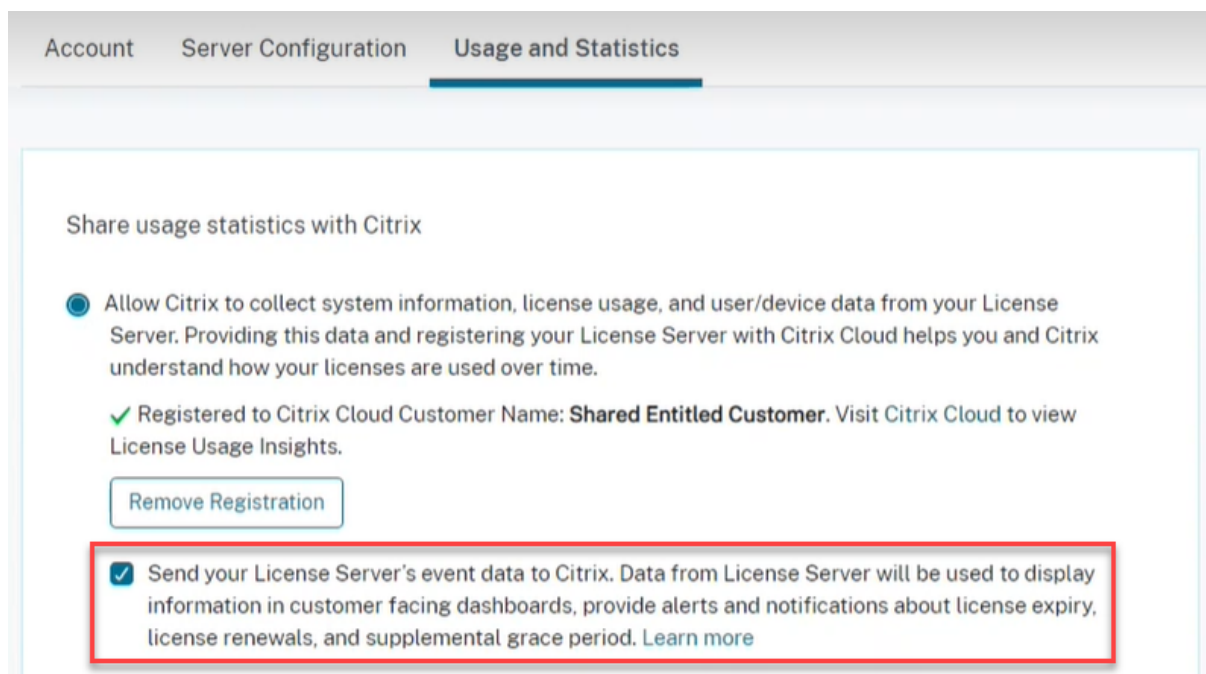 Account Server Configuration Usage and Statistics
Share usage statistics with Citrix
Allow Citrix to collect system information, license usage, and user/device data from your License
Server. Providing this data and registering your License Server with Citrix Cloud helps you and Citrix
understand how your licenses are used over time.
Registered to Citrix Cloud Customer Name: Shared Entitled Customer. Visit Citrix Cloud to view
License Usage Insights.
Remove Registration
Send your License Server's event data to Citrix. Data from License Server will be used to display
information in customer facing dashboards, provide alerts and notifications about license expiry,
license renewals, and supplemental grace period. Learn more